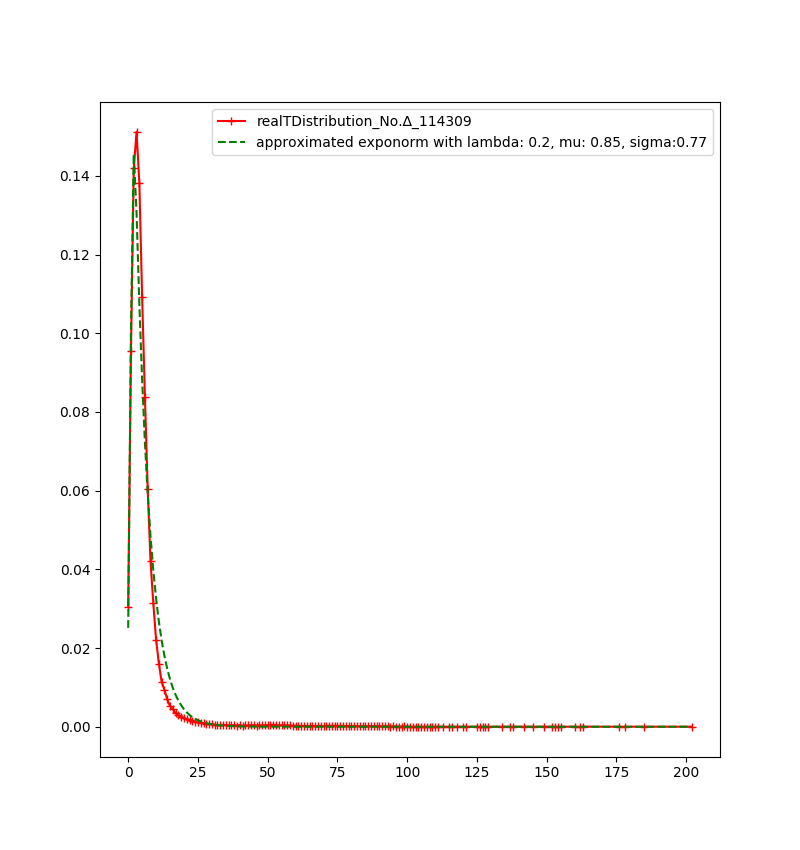 realTDistribution_No.Δ_114309
approximated exponorm with lambda: 0.2, mu: 0.85, sigma:0.77
0.14
0.12
0.10
0.08
0.06
0.04
0.02
0.00
0 25 50 75 100 125 150 175 200